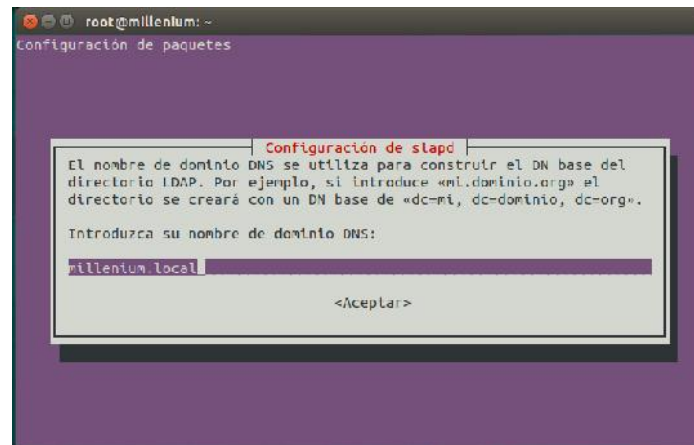 root@millenium: ~
Configuración de paquetes
Configuración de slapd
El nombre de dominio DNS se utiliza para construir el DN base del
directorio LDAP. Por ejemplo, si introduce «mi.dominio.org» el
directorio se creará con un DN base de «dc=mi, dc=dominio, dc=org».
Introduzca su nombre de dominio DNS:
millenium.local
<Aceptar>